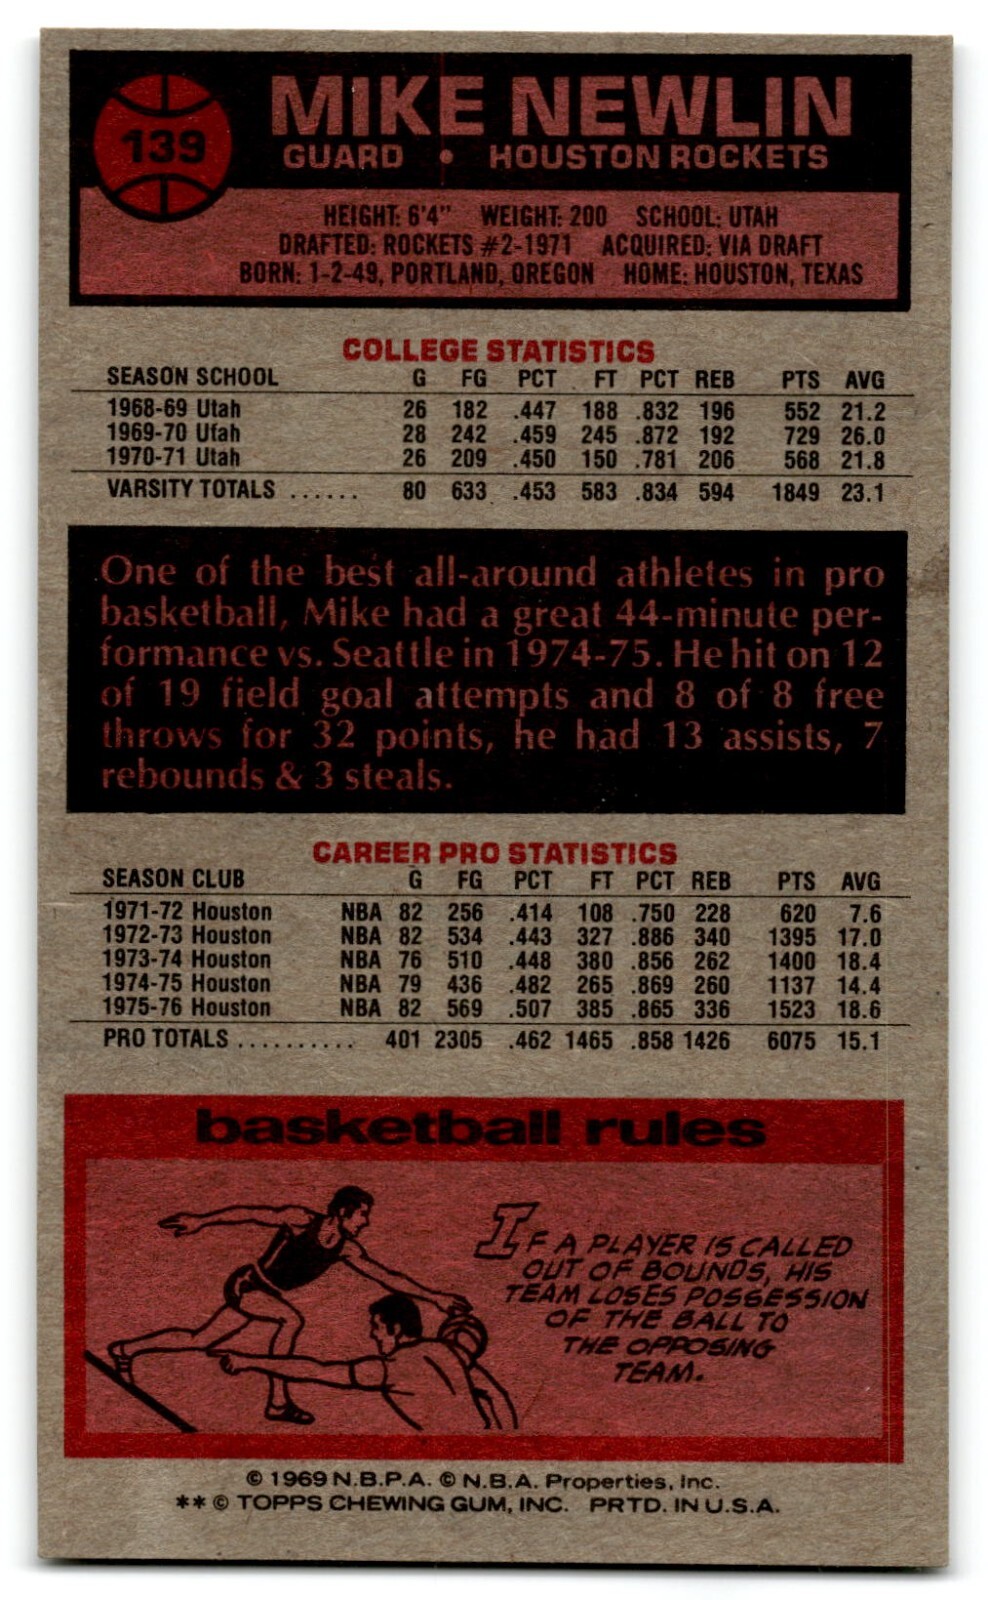 139
MIKE NEWLIN
GUARD • HOUSTON ROCKETS
HEIGHT: 6'4" WEIGHT: 200 SCHOOL: UTAH
DRAFTED: ROCKETS #2-1971 ACQUIRED: VIA DRAFT
BORN: 1-2-49, PORTLAND, OREGON HOME: HOUSTON, TEXAS
COLLEGE STATISTICS
SEASON SCHOOL G FG PCT FT PCT REB PTS AVG
1968-69 Utah 26 182 .447 188 .832 196 552 21.2
1969-70 Utah 28 242 .459 245 .872 192 729 26.0
1970-71 Utah 26 209 .450 150 .781 206 568 21.8
VARSITY TOTALS ...... 80 633 .453 583 .834 594 1849 23.1
One of the best all-around athletes in pro
basketball, Mike had a great 44-minute per-
formance vs. Seattle in 1974-75. He hit on 12
of 19 field goal attempts and 8 of 8 free
throws for 32 points, he had 13 assists, 7
rebounds & 3 steals.
CAREER PRO STATISTICS
SEASON CLUB G FG PCT FT PCT REB PTS AVG
1971-72 Houston NBA 82 256 .414 108 .750 228 620 7.6
1972-73 Houston NBA 82 534 .443 327 .886 340 1395 17.0
1973-74 Houston NBA 76 510 .448 380 .856 262 1400 18.4
1974-75 Houston NBA 79 436 .482 265 .869 260 1137 14.4
1975-76 Houston NBA 82 569 .507 385 .865 336 1523 18.6
PRO TOTALS .......... 401 2305 .462 1465 .858 1426 6075 15.1
basketball rules
IF A PLAYER IS CALLED
OUT OF BOUNDS, HIS
TEAM LOSES POSSESSION
OF THE BALL TO
THE OPPOSING
TEAM.
© 1969 N.B.P.A. © N.B.A. Properties, Inc.
** © TOPPS CHEWING GUM, INC. PRTD. IN U.S.A.